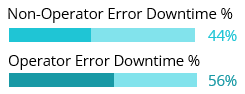 Non-Operator Error Downtime %
44%
Operator Error Downtime %
56%